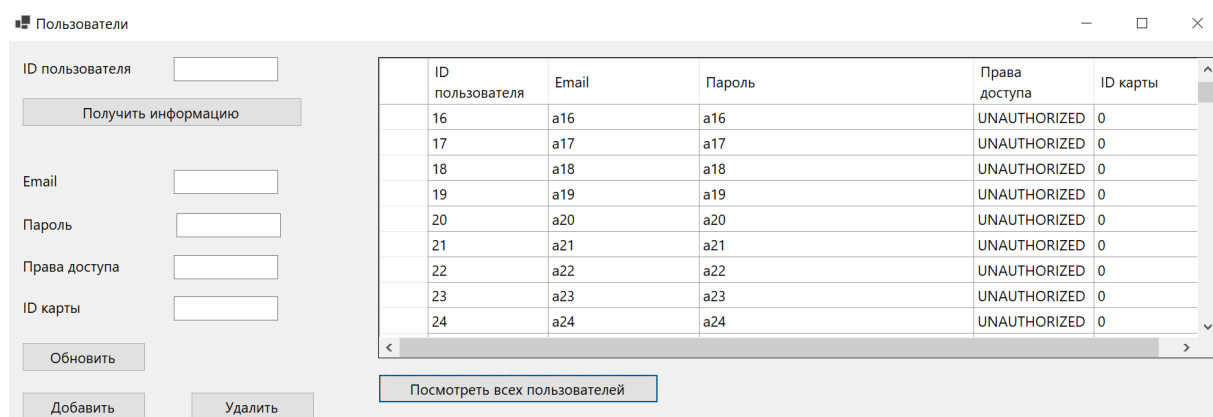 Пользователи
ID пользователя
Получить информацию
Email
Пароль
Права доступа
ID карты
Обновить
Добавить Удалить
ID пользователя Email Пароль Права доступа ID карты
16 a16 a16 UNAUTHORIZED 0
17 a17 a17 UNAUTHORIZED 0
18 a18 a18 UNAUTHORIZED 0
19 a19 a19 UNAUTHORIZED 0
20 a20 a20 UNAUTHORIZED 0
21 a21 a21 UNAUTHORIZED 0
22 a22 a22 UNAUTHORIZED 0
23 a23 a23 UNAUTHORIZED 0
24 a24 a24 UNAUTHORIZED 0
Посмотреть всех пользователей